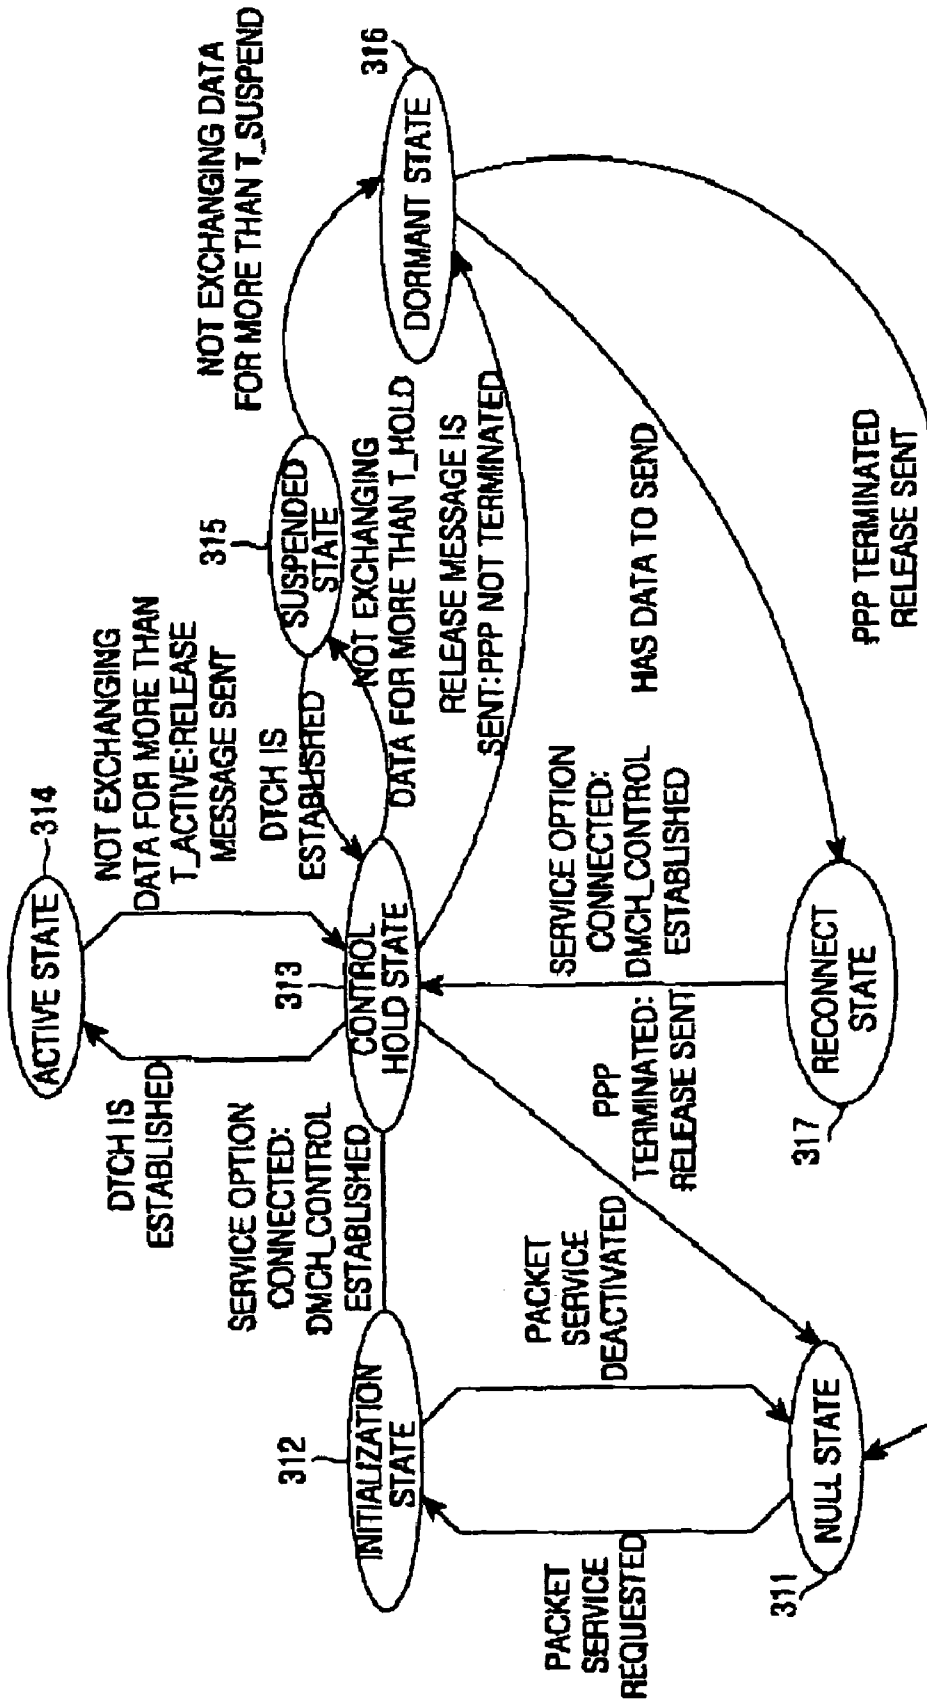 314
ACTIVE STATE
DTCH IS
ESTABLISHED
NOT EXCHANGING
DATA FOR MORE THAN
T_ACTIVE:RELEASE
MESSAGE SENT
NOT EXCHANGING DATA
FOR MORE THAN T_SUSPEND
315
SUSPENDED
STATE
316
DORMANT STATE
312
INITIALIZATION
STATE
SERVICE OPTION
CONNECTED:
DMCH_CONTROL
ESTABLISHED
313
CONTROL
HOLD STATE
DTCH IS
ESTABLISHED
NOT EXCHANGING
DATA FOR MORE THAN T_HOLD
RELEASE MESSAGE IS
SENT:PPP NOT TERMINATED
PACKET
SERVICE
REQUESTED
PACKET
SERVICE
DEACTIVATED
PPP
TERMINATED:
RELEASE SENT
SERVICE OPTION
CONNECTED:
DMCH_CONTROL
ESTABLISHED
HAS DATA TO SEND
311
NULL STATE
317
RECONNECT
STATE
PPP TERMINATED
RELEASE SENT